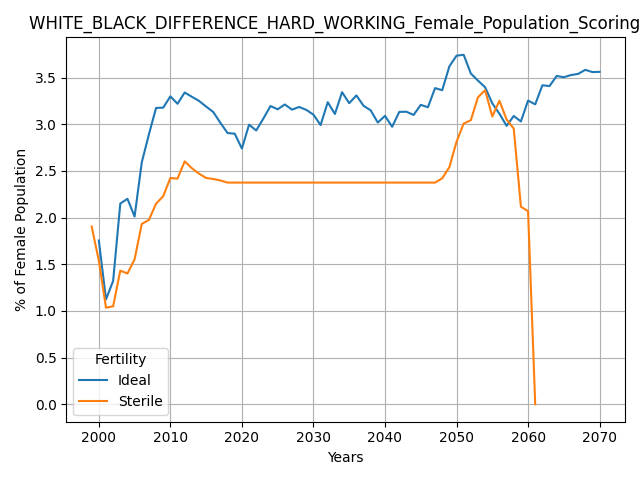 WHITE_BLACK_DIFFERENCE_HARD_WORKING_Female_Population_Scoring
% of Female Population
3.5
3.0
2.5
2.0
1.5
1.0
0.5
0.0
Fertility
Ideal
Sterile
2000 2010 2020 2030 2040 2050 2060 2070
Years